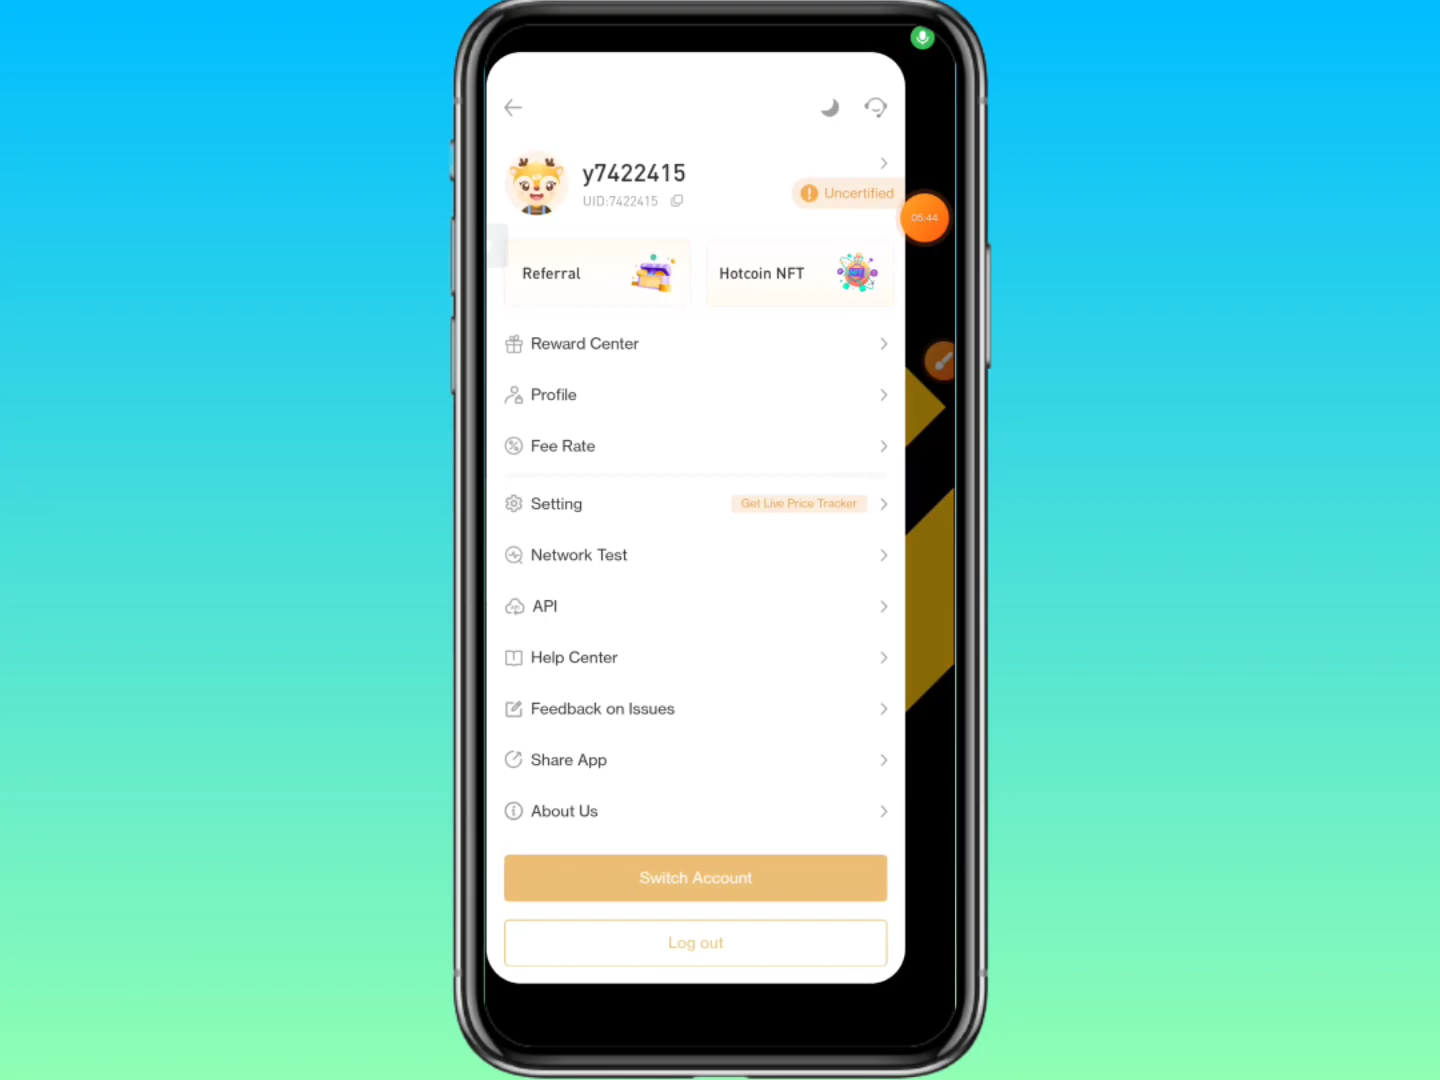 y7422415
UID:7422415
Uncertified
05:44
Referral
Hotcoin NFT
Reward Center
Profile
Fee Rate
Setting
Get Live Price Tracker
Network Test
API
Help Center
Feedback on Issues
Share App
About Us
Switch Account
Log out